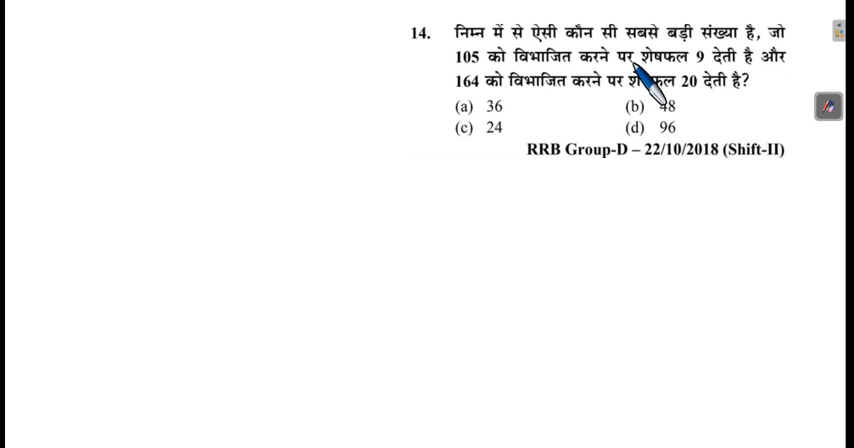 14. निम्न में से ऐसी कौन सी सबसे बड़ी संख्या है, जो
105 को विभाजित करने पर शेषफल 9 देती है और
164 को विभाजित करने पर 20 देती है?
(a) 36 (b) 48
(c) 24 (d) 96
RRB Group-D – 22/10/2018 (Shift-II)